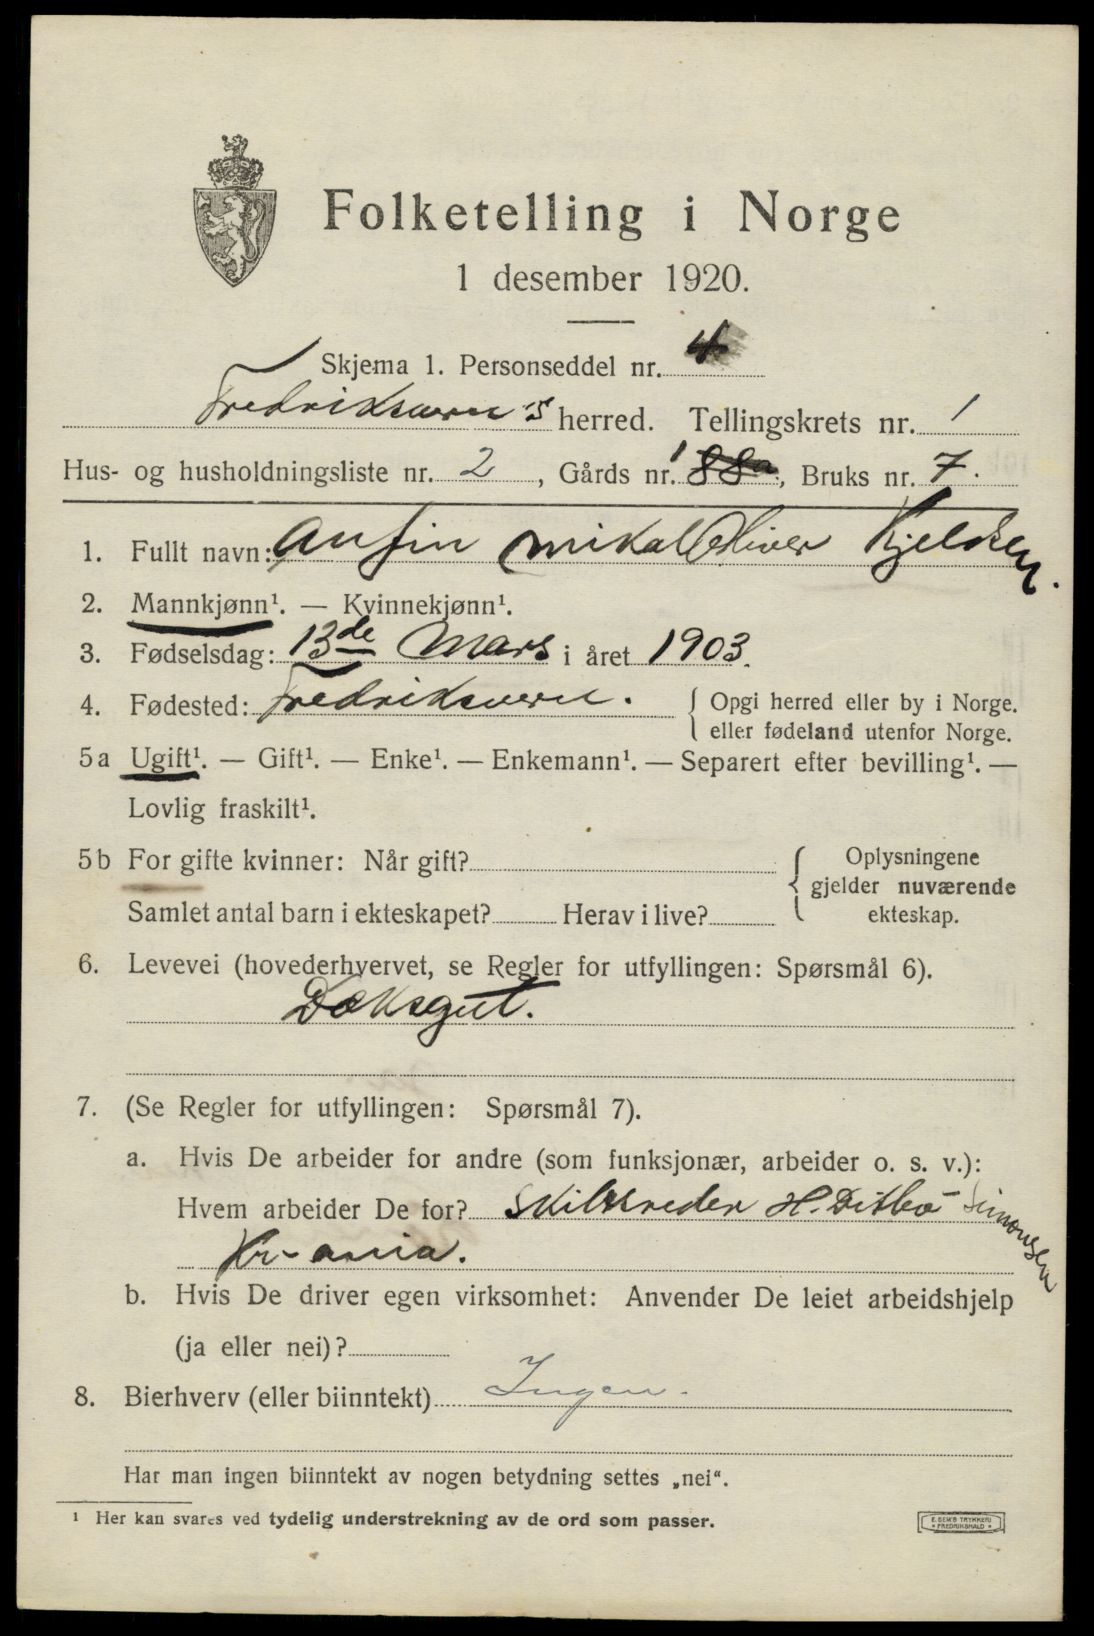 Folketelling i Norge
1 desember 1920.
Skjema 1. Personseddel nr. 4
Fredriksværn's herred. Tellingskrets nr. 1
Hus- og husholdningsliste nr. 2, Gårds nr. 1 88a, Bruks nr. 7.
1. Fullt navn: Anfin Mikal Oliver Kjeldsen.
2. Mannkjønn¹. — Kvinnekjønn¹.
3. Fødselsdag: 13de Mars i året 1903.
4. Fødested: Fredriksværn. { Opgi herred eller by i Norge.
eller fødeland utenfor Norge.
5a Ugift¹. — Gift¹. — Enke¹. — Enkemann¹. — Separert efter bevilling¹. —
Lovlig fraskilt¹.
5b For gifte kvinner: Når gift? Oplysningene
gjelder nuværende
Samlet antal barn i ekteskapet? Herav i live? ekteskap.
6. Levevei (hovederhvervet, se Regler for utfyllingen: Spørsmål 6).
Dæksgut.
7. (Se Regler for utfyllingen: Spørsmål 7).
a. Hvis De arbeider for andre (som funksjonær, arbeider o. s. v.):
Hvem arbeider De for? Skibsreder H. Ditlev-Simonsen
Kr-ania.
b. Hvis De driver egen virksomhet: Anvender De leiet arbeidshjelp
(ja eller nei)?
8. Bierhverv (eller biinntekt) Ingen.
Har man ingen biinntekt av nogen betydning settes „nei“.
¹ Her kan svares ved tydelig understrekning av de ord som passer.
E. SEM'S TRYKKERI
• FREDRIKSHALD •